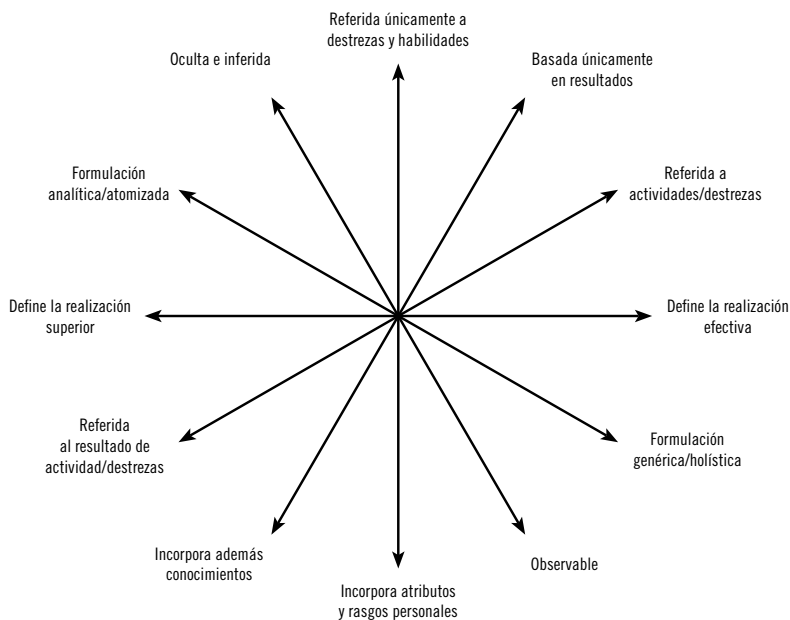 Referida únicamente a
destrezas y habilidades
Oculta e inferida
Basada únicamente
en resultados
Formulación
analítica/atomizada
Referida a
actividades/destrezas
Define la realización
superior
Define la realización
efectiva
Referida
al resultado de
actividad/destrezas
Formulación
genérica/holística
Incorpora además
conocimientos
Observable
Incorpora atributos
y rasgos personales